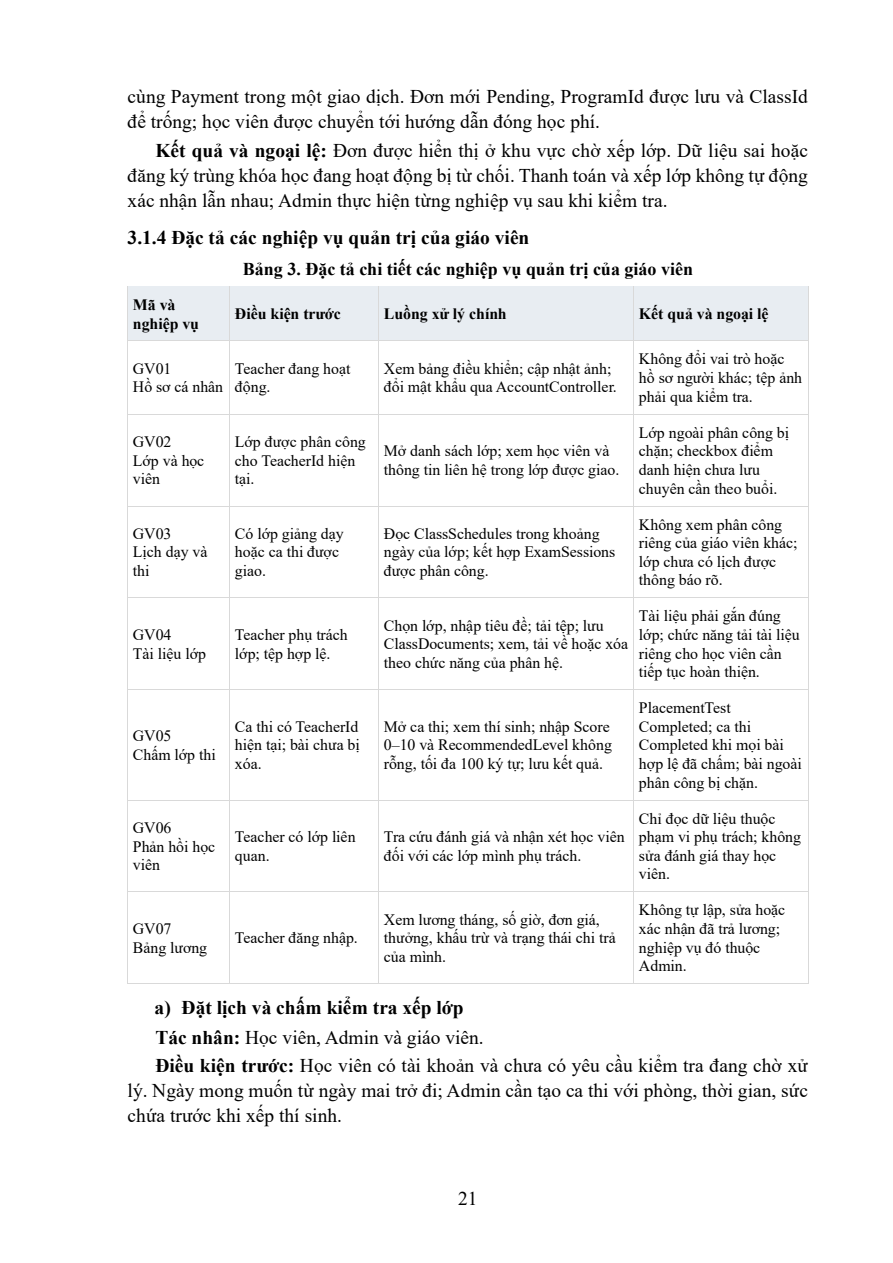 cùng Payment trong một giao dịch. Đơn mới Pending, ProgramId được lưu và ClassId
để trống; học viên được chuyển tới hướng dẫn đóng học phí.
Kết quả và ngoại lệ: Đơn được hiển thị ở khu vực chờ xếp lớp. Dữ liệu sai hoặc
đăng ký trùng khóa học đang hoạt động bị từ chối. Thanh toán và xếp lớp không tự động
xác nhận lẫn nhau; Admin thực hiện từng nghiệp vụ sau khi kiểm tra.
3.1.4 Đặc tả các nghiệp vụ quản trị của giáo viên
Bảng 3. Đặc tả chi tiết các nghiệp vụ quản trị của giáo viên
Mã và
nghiệp vụ
Điều kiện trước
Luồng xử lý chính
Kết quả và ngoại lệ
GV01
Hồ sơ cá nhân
Teacher đang hoạt
động.
Xem bảng điều khiển; cập nhật ảnh;
đổi mật khẩu qua AccountController.
Không đổi vai trò hoặc
hồ sơ người khác; tệp ảnh
phải qua kiểm tra.
GV02
Lớp và học
viên
Lớp được phân công
cho TeacherId hiện
tại.
Mở danh sách lớp; xem học viên và
thông tin liên hệ trong lớp được giao.
Lớp ngoài phân công bị
chặn; checkbox điểm
danh hiện chưa lưu
chuyên cần theo buổi.
GV03
Lịch dạy và
thi
Có lớp giảng dạy
hoặc ca thi được
giao.
Đọc ClassSchedules trong khoảng
ngày của lớp; kết hợp ExamSessions
được phân công.
Không xem phân công
riêng của giáo viên khác;
lớp chưa có lịch được
thông báo rõ.
GV04
Tài liệu lớp
Teacher phụ trách
lớp; tệp hợp lệ.
Chọn lớp, nhập tiêu đề; tải tệp; lưu
ClassDocuments; xem, tải về hoặc xóa
theo chức năng của phân hệ.
Tài liệu phải gắn đúng
lớp; chức năng tải tài liệu
riêng cho học viên cần
tiếp tục hoàn thiện.
GV05
Chấm lớp thi
Ca thi có TeacherId
hiện tại; bài chưa bị
xóa.
Mở ca thi; xem thí sinh; nhập Score
0–10 và RecommendedLevel không
rỗng, tối đa 100 ký tự; lưu kết quả.
PlacementTest
Completed; ca thi
Completed khi mọi bài
hợp lệ đã chấm; bài ngoài
phân công bị chặn.
GV06
Phản hồi học
viên
Teacher có lớp liên
quan.
Tra cứu đánh giá và nhận xét học viên
đối với các lớp mình phụ trách.
Chỉ đọc dữ liệu thuộc
phạm vi phụ trách; không
sửa đánh giá thay học
viên.
GV07
Bảng lương
Teacher đăng nhập.
Xem lương tháng, số giờ, đơn giá,
thưởng, khấu trừ và trạng thái chi trả
của mình.
Không tự lập, sửa hoặc
xác nhận đã trả lương;
nghiệp vụ đó thuộc
Admin.
a) Đặt lịch và chấm kiểm tra xếp lớp
Tác nhân: Học viên, Admin và giáo viên.
Điều kiện trước: Học viên có tài khoản và chưa có yêu cầu kiểm tra đang chờ xử
lý. Ngày mong muốn từ ngày mai trở đi; Admin cần tạo ca thi với phòng, thời gian, sức
chứa trước khi xếp thí sinh.
21